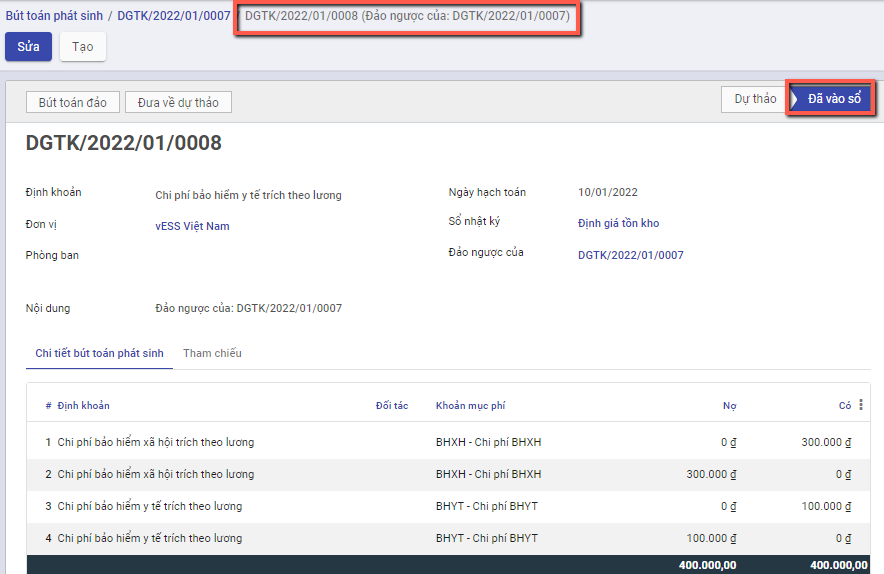 Bút toán phát sinh / DGTK/2022/01/0007 DGTK/2022/01/0008 (Đảo ngược của: DGTK/2022/01/0007)
Sửa Tạo
Bút toán đảo Đưa về dự thảo Dự thảo Đã vào sổ
DGTK/2022/01/0008
Định khoản Chi phí bảo hiểm y tế trích theo lương Ngày hạch toán 10/01/2022
Đơn vị vESS Việt Nam Sổ nhật ký Định giá tồn kho
Phòng ban Đảo ngược của DGTK/2022/01/0007
Nội dung Đảo ngược của: DGTK/2022/01/0007
Chi tiết bút toán phát sinh Tham chiếu
# Định khoản Đối tác Khoản mục phí Nợ Có
1 Chi phí bảo hiểm xã hội trích theo lương BHXH - Chi phí BHXH 0 ₫ 300.000 ₫
2 Chi phí bảo hiểm xã hội trích theo lương BHXH - Chi phí BHXH 300.000 ₫ 0 ₫
3 Chi phí bảo hiểm y tế trích theo lương BHYT - Chi phí BHYT 0 ₫ 100.000 ₫
4 Chi phí bảo hiểm y tế trích theo lương BHYT - Chi phí BHYT 100.000 ₫ 0 ₫
400.000,00 400.000,00